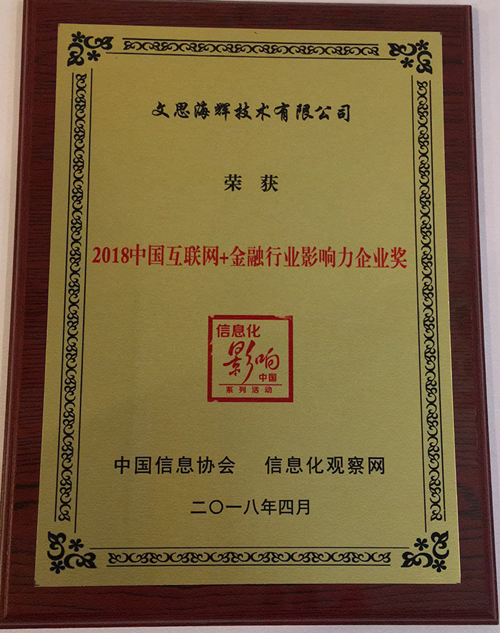 文思海辉技术有限公司
荣获
2018中国互联网+金融行业影响力企业奖
信息化
影响
中国
系列活动
中国信息协会 信息化观察网
二〇一八年四月